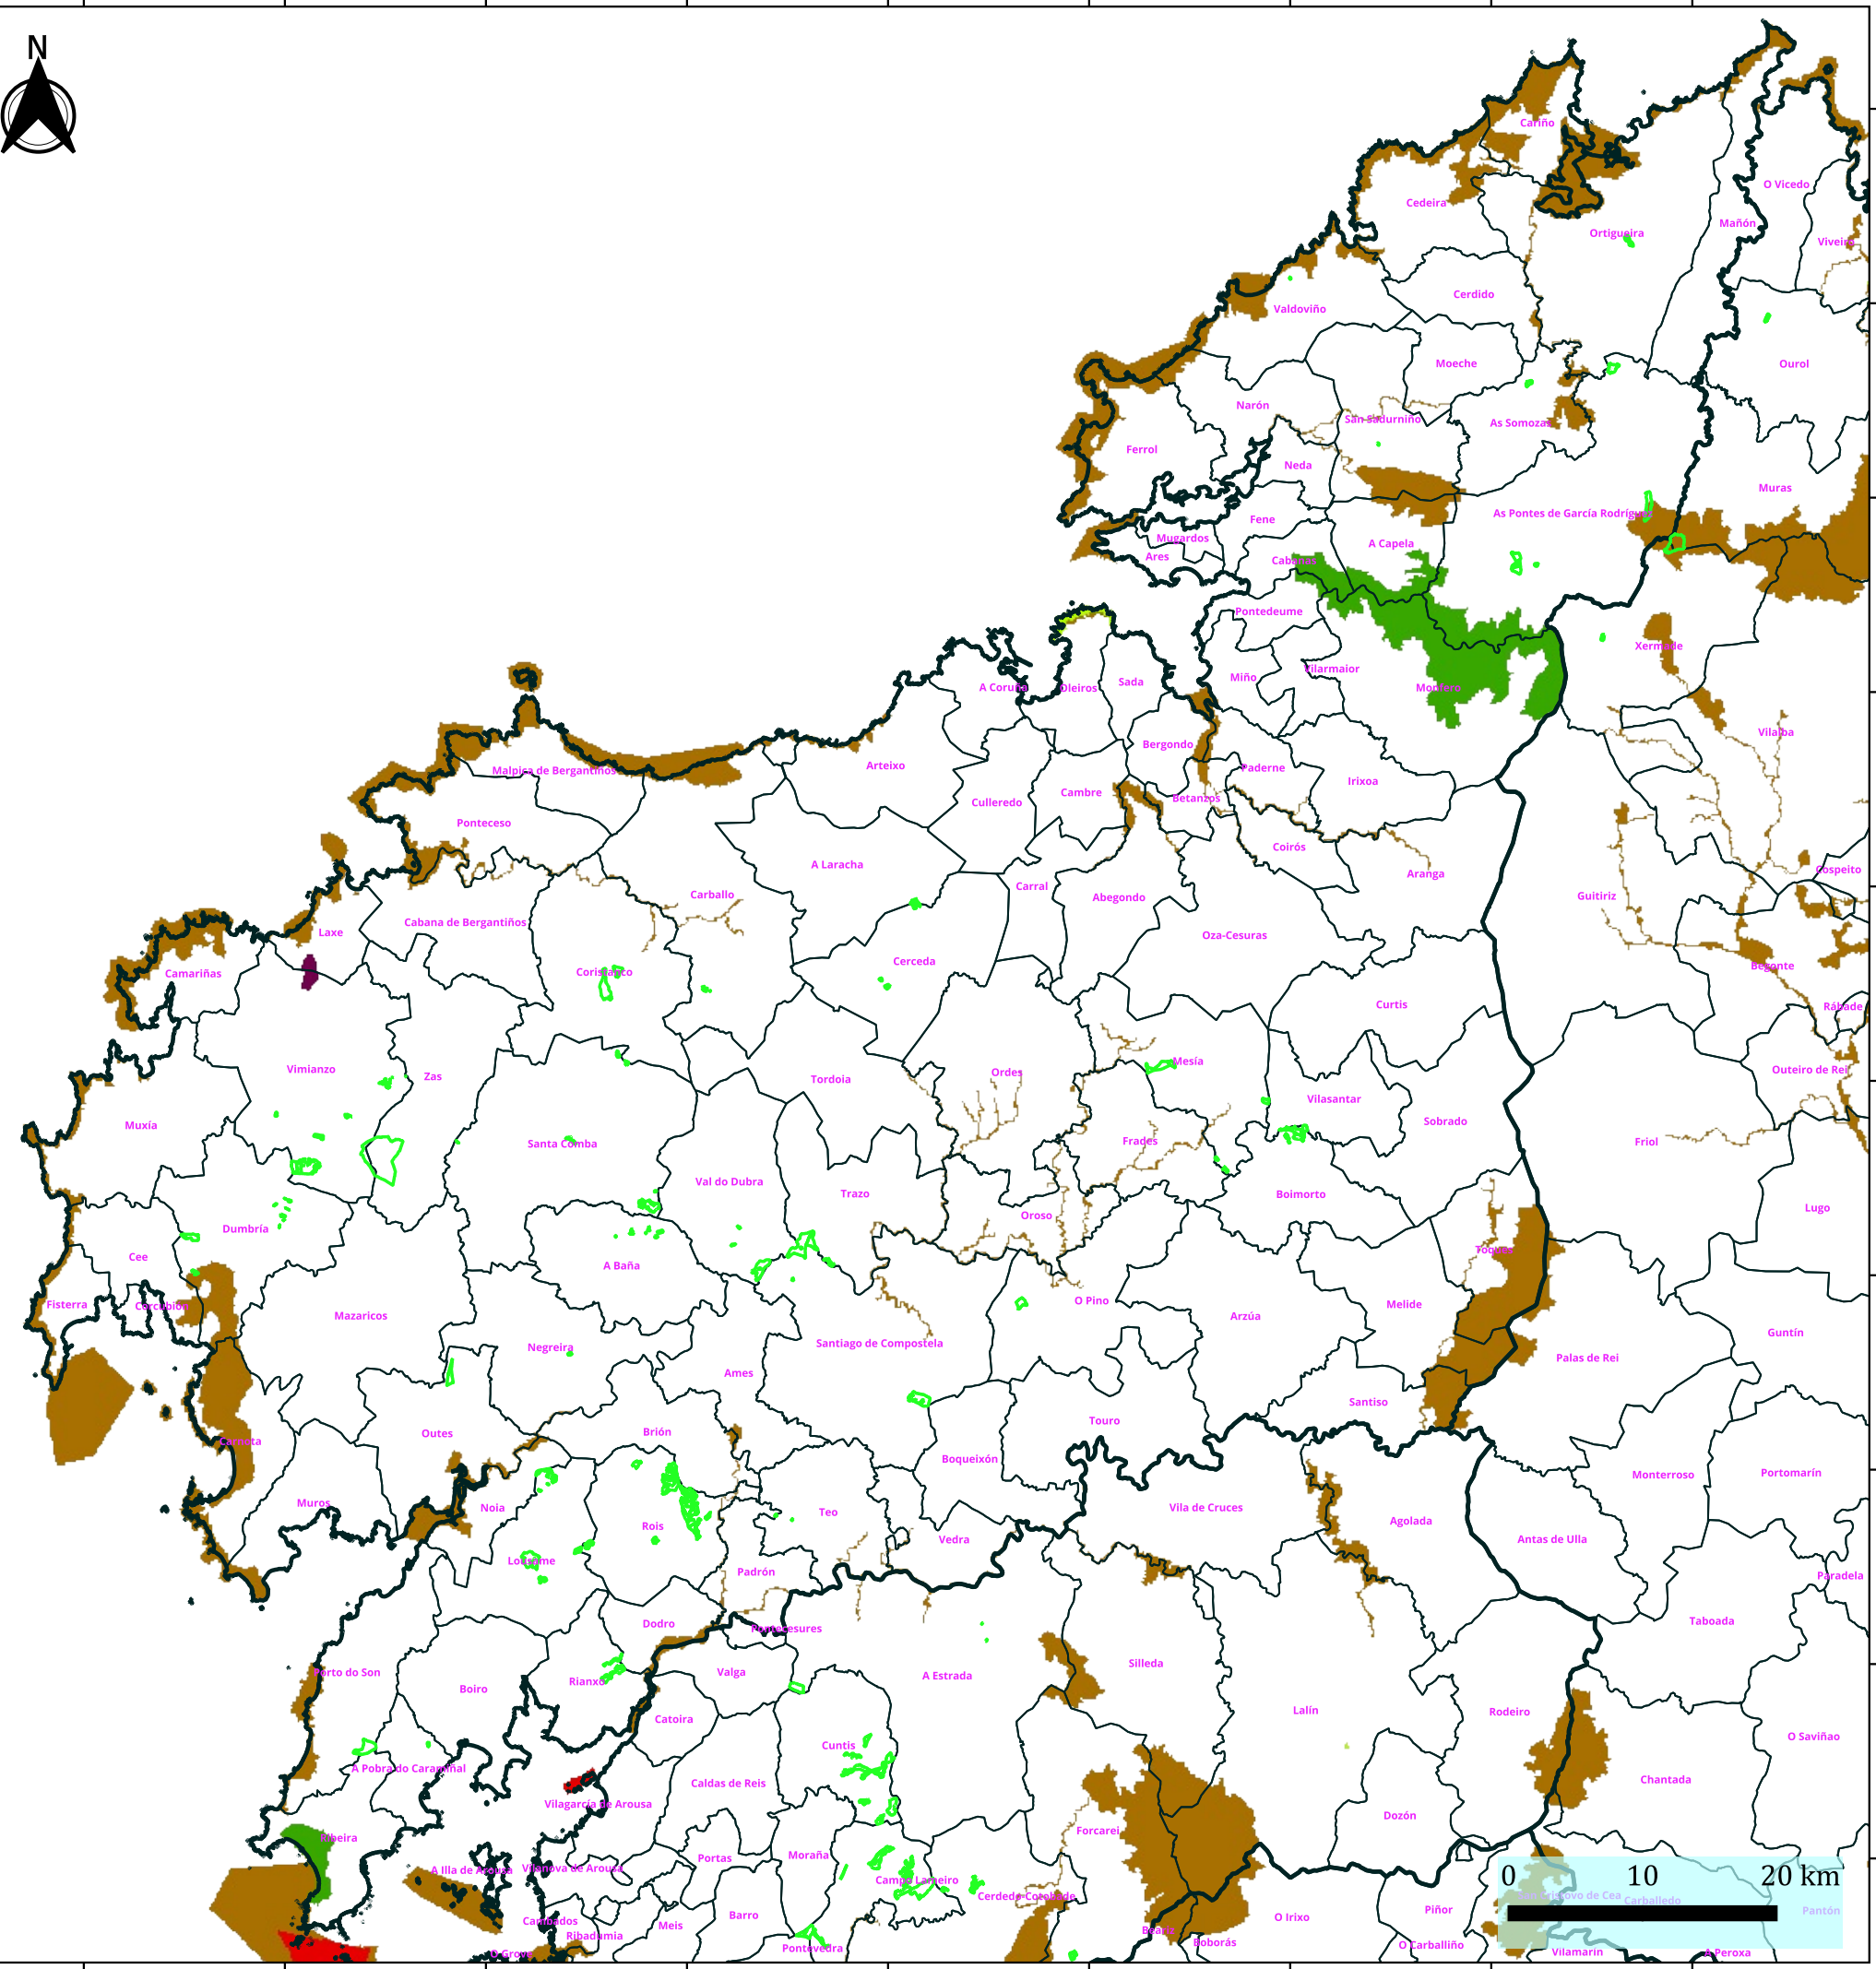 N
Cariño
O Vicedo
Cedeira
Mañón
Ortigueira
Viveiro
Cerdido
Valdoviño
Moeche
Ourol
Narón
San Sadurniño
As Somozas
Ferrol
Neda
Muras
As Pontes de García Rodríguez
Fene
Mugardos
A Capela
Ares
Cabanas
Pontedeume
Xermade
Vilarmaior
Miño
Sada
A Coruña
Oleiros
Monfero
Vilalba
Bergondo
Arteixo
Paderne
Malpica de Bergantiños
Irixoa
Cambre
Betanzos
Culleredo
Ponteceso
Coirós
A Laracha
Cospeito
Aranga
Carral
Carballo
Guitiriz
Abegondo
Cabana de Bergantiños
Laxe
Oza-Cesuras
Cerceda
Begonte
Coristanco
Camariñas
Curtis
Rábade
Mesía
Vimianzo
Outeiro de Rei
Ordes
Zas
Tordoia
Vilasantar
Sobrado
Muxía
Frades
Friol
Santa Comba
Val do Dubra
Trazo
Boimorto
Lugo
Oroso
Dumbría
Toques
Cee
A Baña
O Pino
Fisterra
Corcubión
Melide
Mazaricos
Arzúa
Guntín
Santiago de Compostela
Negreira
Palas de Rei
Ames
Santiso
Touro
Brión
Outes
Carnota
Boqueixón
Portomarín
Monterroso
Muros
Noia
Vila de Cruces
Teo
Agolada
Rois
Vedra
Antas de Ulla
Lousame
Padrón
Paradela
Taboada
Dodro
Pontecesures
Silleda
Porto do Son
Valga
A Estrada
Rianxo
Boiro
Lalín
Rodeiro
Catoira
O Saviñao
Cuntis
A Pobra do Caramiñal
Chantada
Caldas de Reis
Vilagarcía de Arousa
Dozón
Forcarei
Ribeira
Moraña
Portas
A Illa de Arousa
Vilanova de Arousa
Campo Lameiro
0 10 20 km
Cerdedo-Cotobade
San Cristovo de Cea
Carballedo
Piñor
Pantón
Barro
O Irixo
Cambados
Meis
Beariz
Ribadumia
Boborás
O Carballiño
Pontevedra
O Grove
Vilamarín
A Peroxa